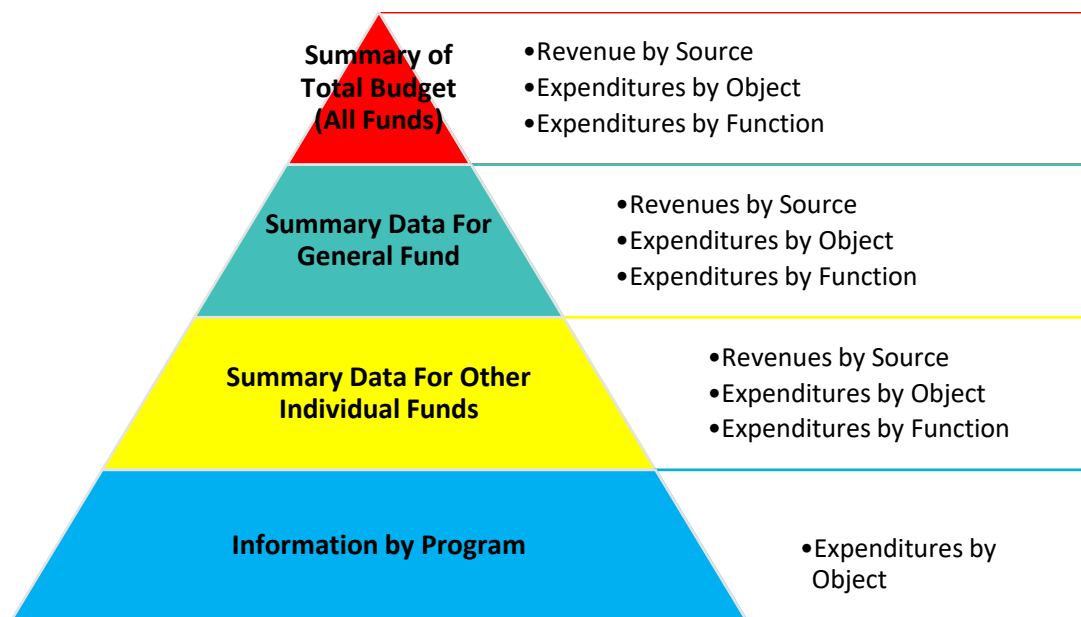 Summary of
Total Budget
(All Funds)
•Revenue by Source
•Expenditures by Object
•Expenditures by Function
Summary Data For
General Fund
•Revenues by Source
•Expenditures by Object
•Expenditures by Function
Summary Data For Other
Individual Funds
•Revenues by Source
•Expenditures by Object
•Expenditures by Function
Information by Program
•Expenditures by
Object